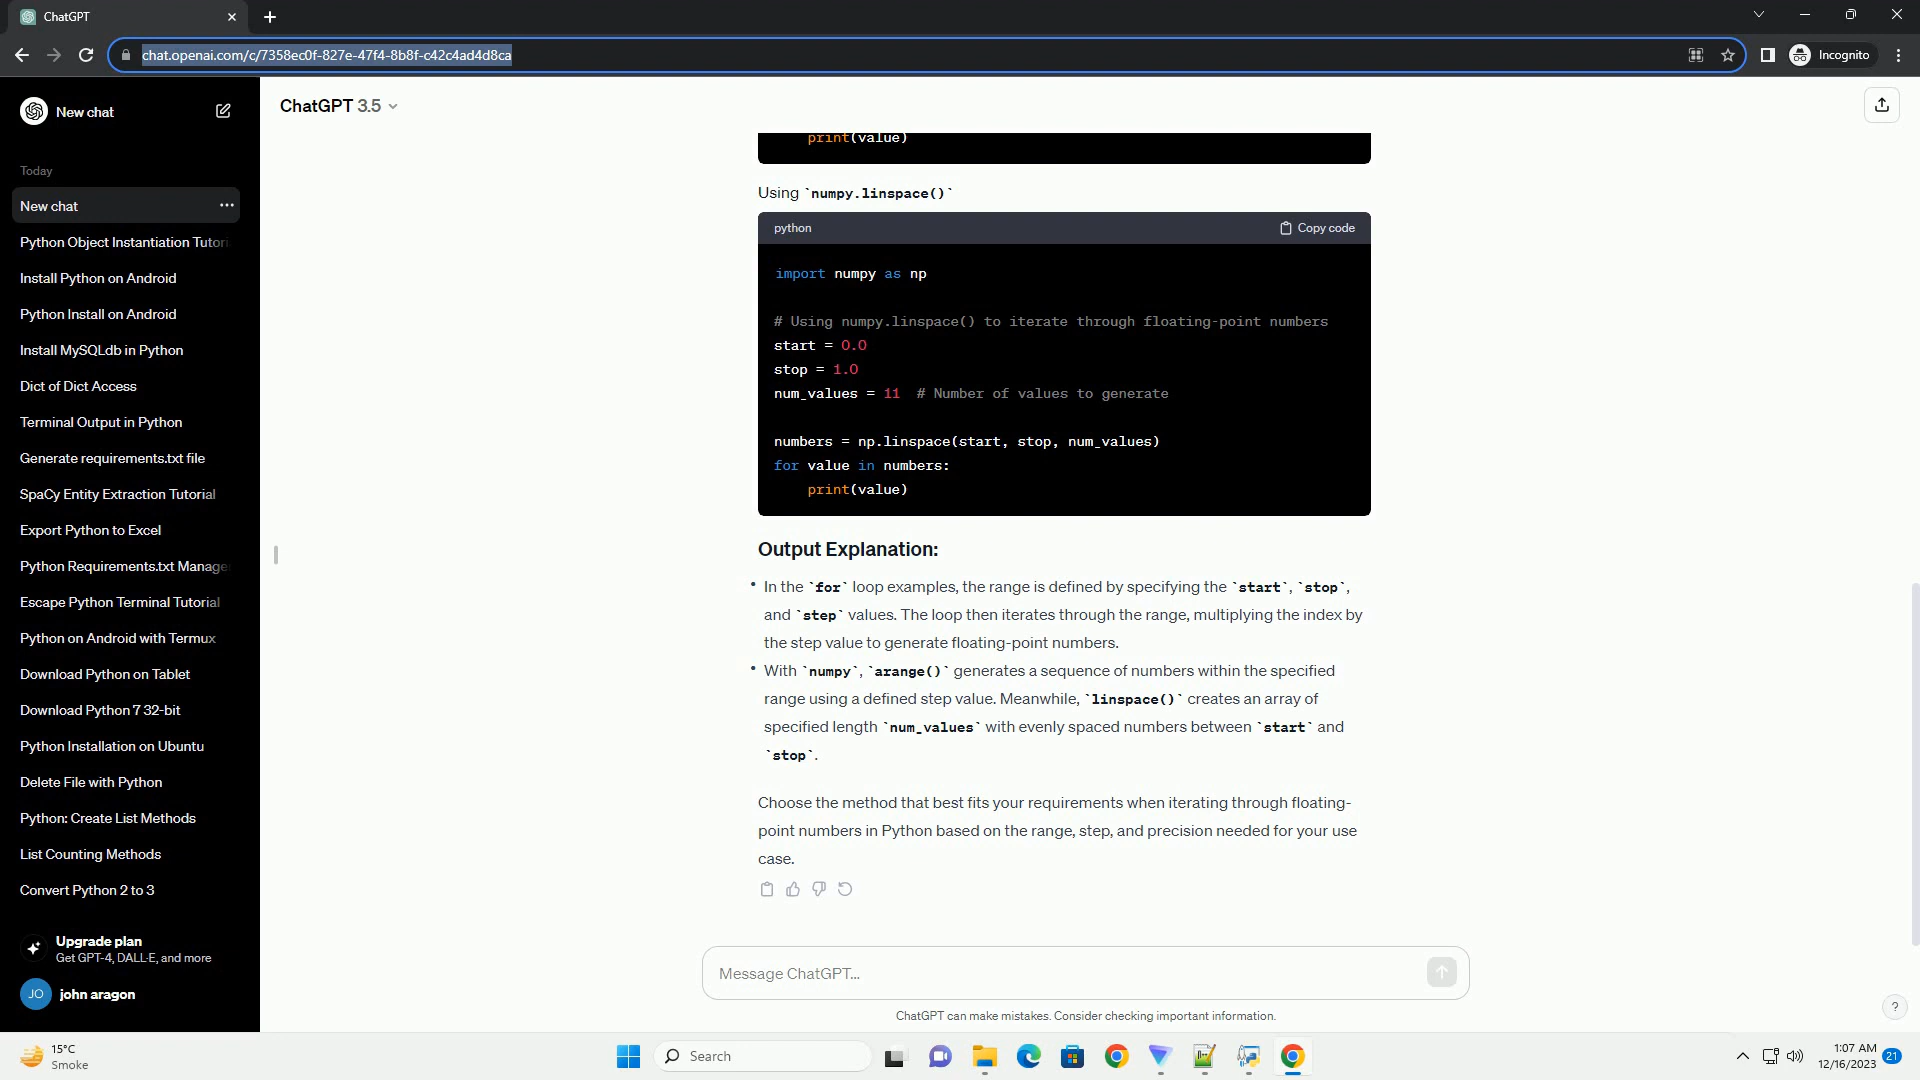 ChatGPT
chat.openai.com/c/7358ec0f-827e-47f4-8b8f-c42c4ad4d8ca
Incognito
New chat
Today
New chat
Python Object Instantiation Tutori
Install Python on Android
Python Install on Android
Install MySQLdb in Python
Dict of Dict Access
Terminal Output in Python
Generate requirements.txt file
SpaCy Entity Extraction Tutorial
Export Python to Excel
Python Requirements.txt Manage
Escape Python Terminal Tutorial
Python on Android with Termux
Download Python on Tablet
Download Python 7 32-bit
Python Installation on Ubuntu
Delete File with Python
Python: Create List Methods
List Counting Methods
Convert Python 2 to 3
Upgrade plan
Get GPT-4, DALL·E, and more
JO john aragon
ChatGPT 3.5
print(value)
Using `numpy.linspace()`
python Copy code
import numpy as np
# Using numpy.linspace() to iterate through floating-point numbers
start = 0.0
stop = 1.0
num_values = 11  # Number of values to generate
numbers = np.linspace(start, stop, num_values)
for value in numbers:
print(value)
Output Explanation:
• In the `for` loop examples, the range is defined by specifying the `start`, `stop`,
and `step` values. The loop then iterates through the range, multiplying the index by
the step value to generate floating-point numbers.
• With `numpy`, `arange()` generates a sequence of numbers within the specified
range using a defined step value. Meanwhile, `linspace()` creates an array of
specified length `num_values` with evenly spaced numbers between `start` and
`stop`.
Choose the method that best fits your requirements when iterating through floating-
point numbers in Python based on the range, step, and precision needed for your use
case.
Message ChatGPT...
ChatGPT can make mistakes. Consider checking important information.
?
15°C
Smoke
Search
1:07 AM
12/16/2023
21